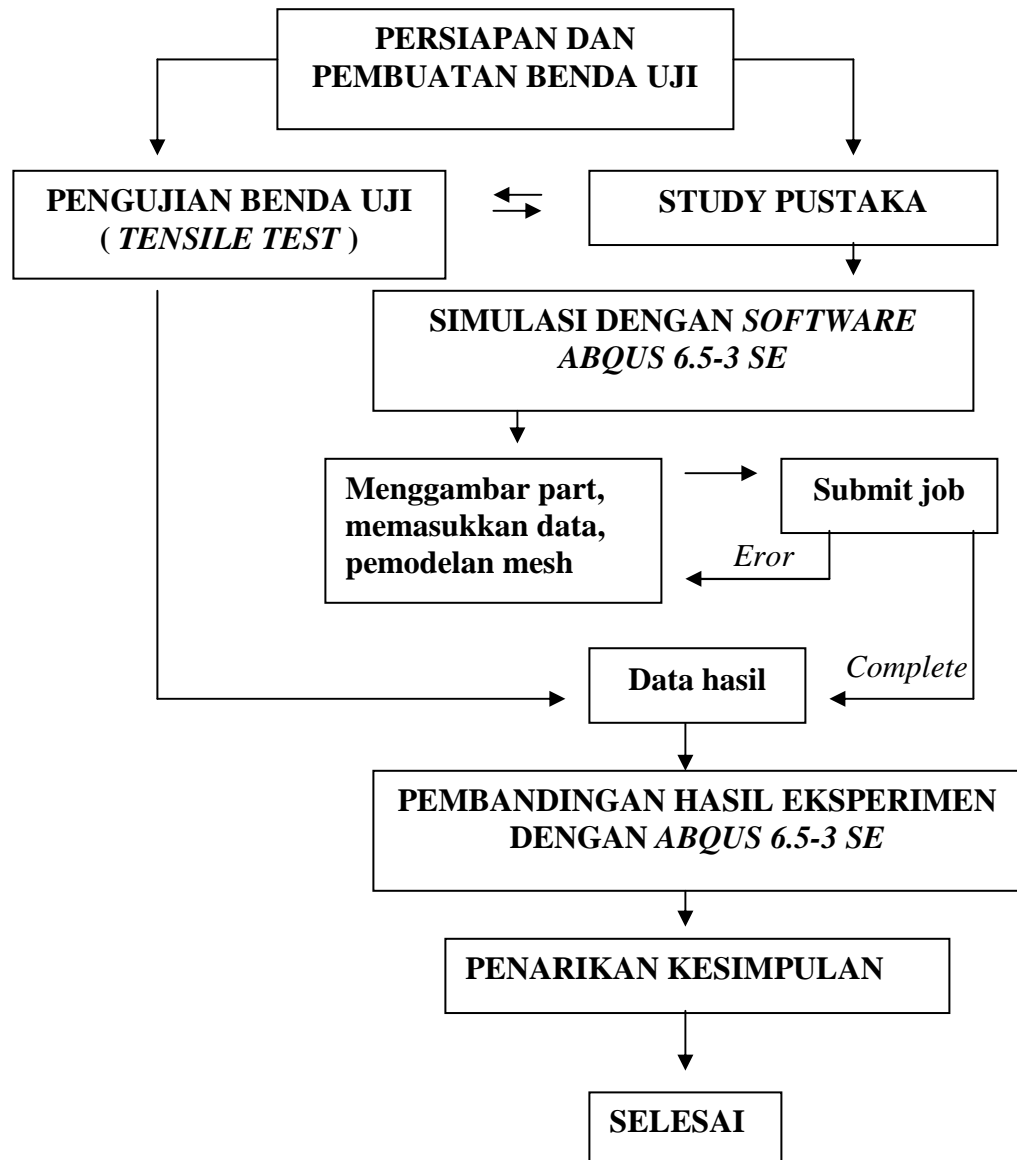 PERSIAPAN DAN
PEMBUATAN BENDA UJI
PENGUJIAN BENDA UJI
( TENSILE TEST )
STUDY PUSTAKA
SIMULASI DENGAN SOFTWARE
ABQUS 6.5-3 SE
Menggambar part,
memasukkan data,
pemodelan mesh
Submit job
Eror
Data hasil
Complete
PEMBANDINGAN HASIL EKSPERIMEN
DENGAN ABQUS 6.5-3 SE
PENARIKAN KESIMPULAN
SELESAI